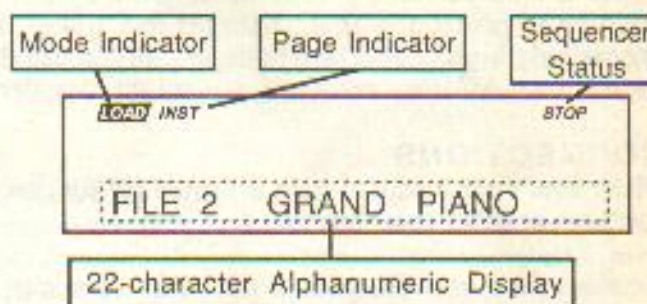 Mode Indicator
Page Indicator
Sequencer
Status
LOAD INST
STOP
FILE 2 GRAND PIANO
22-character Alphanumeric Display